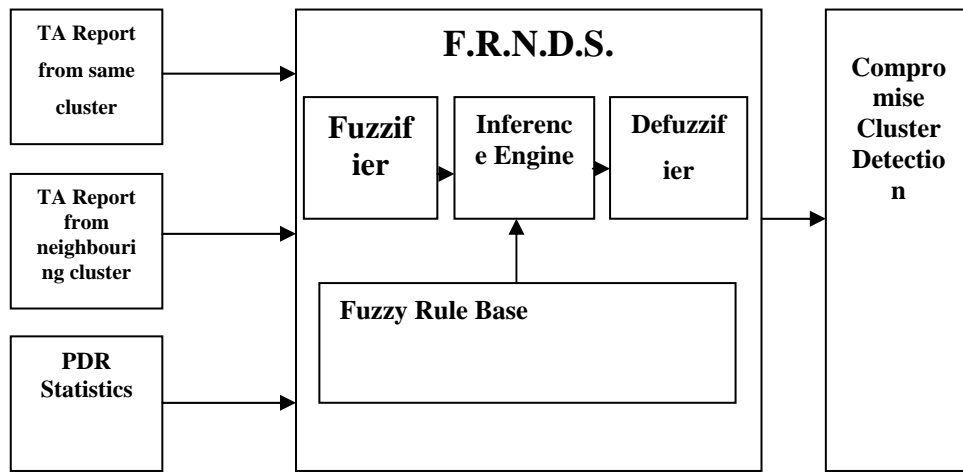 TA Report
from same
cluster
TA Report
from
neighbouri
ng cluster
PDR
Statistics
F.R.N.D.S.
Fuzzif
ier
Inferenc
e Engine
Defuzzif
ier
Fuzzy Rule Base
Compro
mise
Cluster
Detectio
n